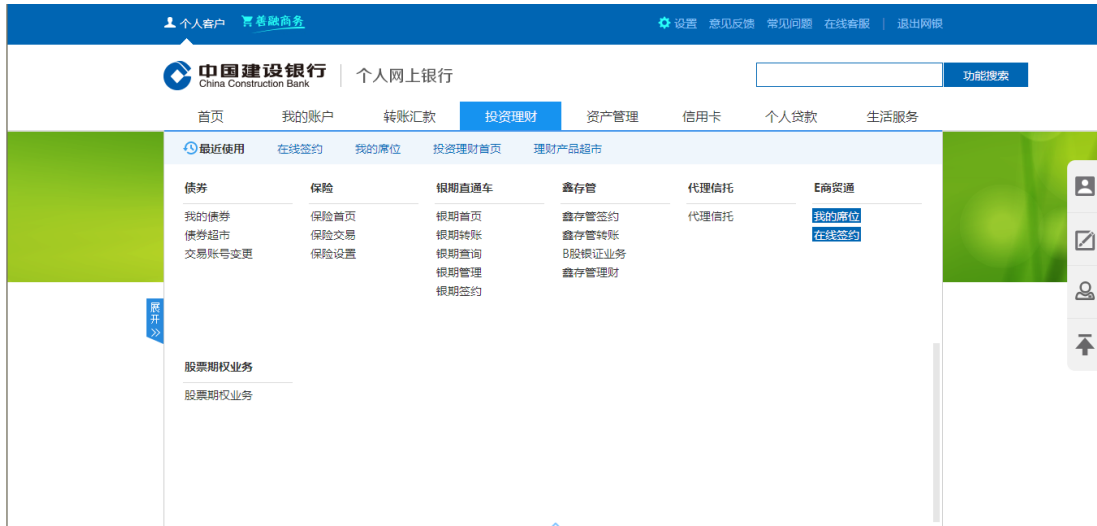 个人客户 善融商务 设置 意见反馈 常见问题 在线客服 | 退出网银
中国建设银行 个人网上银行
China Construction Bank
功能搜索
首页 我的账户 转账汇款 投资理财 资产管理 信用卡 个人贷款 生活服务
最近使用 在线签约 我的席位 投资理财首页 理财产品超市
债券 保险 银期直通车 鑫存管 代理信托 E商贸通
我的债券 保险首页 银期首页 鑫存管签约 代理信托 我的席位
债券超市 保险交易 银期转账 鑫存管转账 在线签约
交易账号变更 保险设置 银期查询 B股银证业务
银期管理 鑫存管理财
银期签约
展开
股票期权业务
股票期权业务